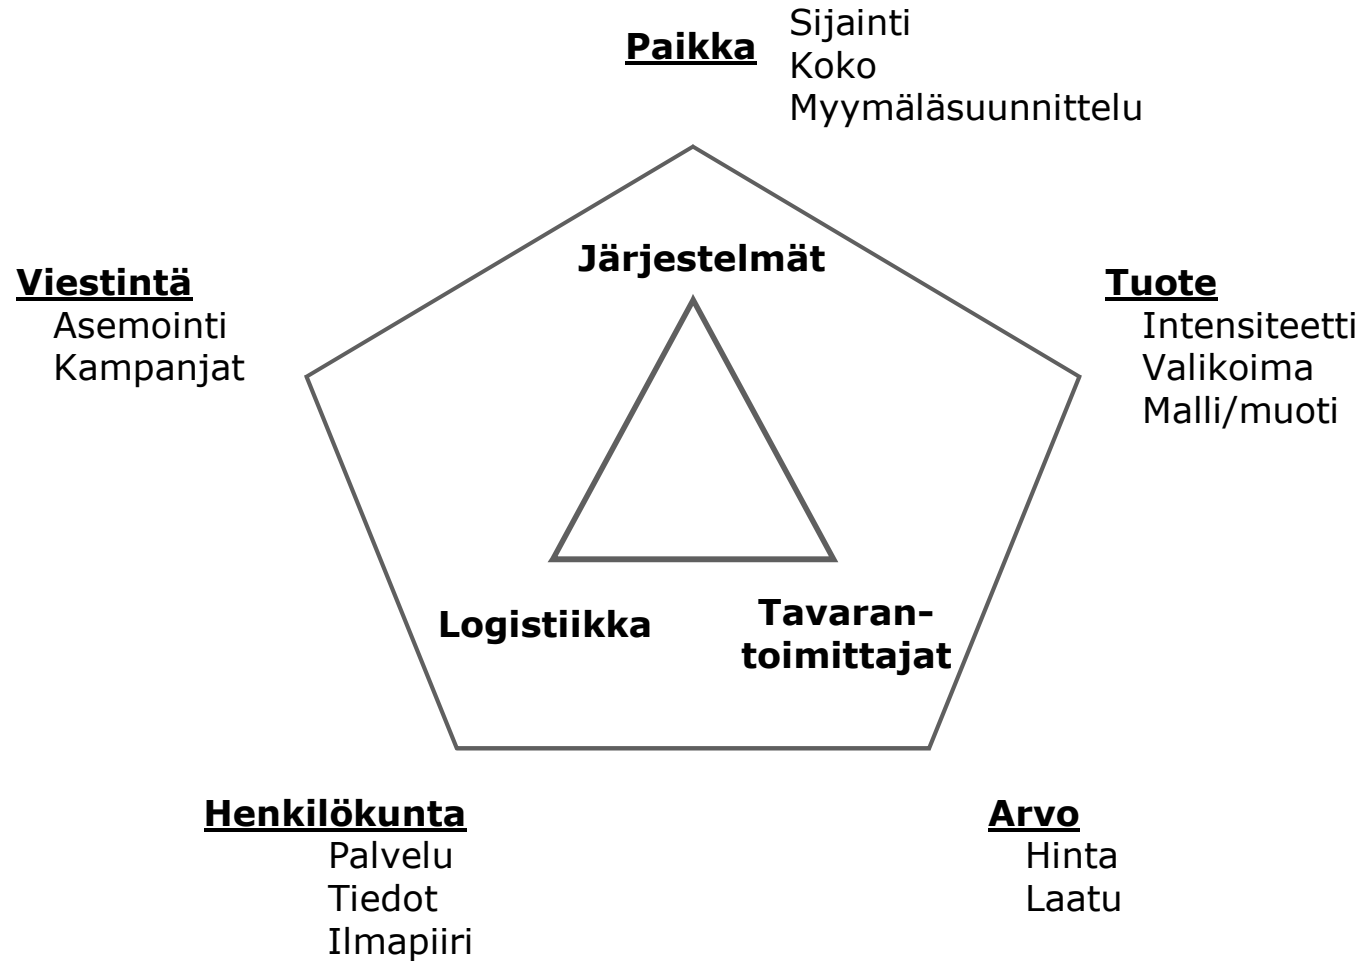 Paikka
Sijainti
Koko
Myymäläsuunnittelu
Järjestelmät
Viestintä
Asemointi
Kampanjat
Tuote
Intensiteetti
Valikoima
Malli/muoti
Logistiikka
Tavaran-
toimittajat
Henkilökunta
Palvelu
Tiedot
Ilmapiiri
Arvo
Hinta
Laatu